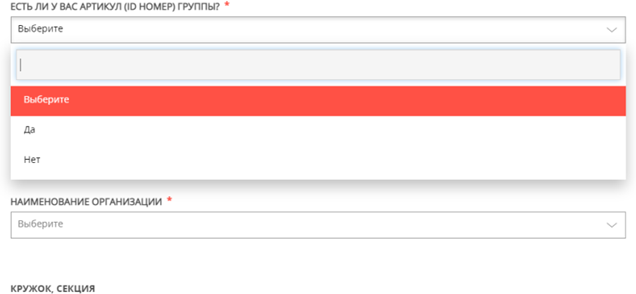 ЕСТЬ ЛИ У ВАС АРТИКУЛ (ID НОМЕР) ГРУППЫ? *
Выберите
Выберите
Да
Нет
НАИМЕНОВАНИЕ ОРГАНИЗАЦИИ *
Выберите
КРУЖОК, СЕКЦИЯ